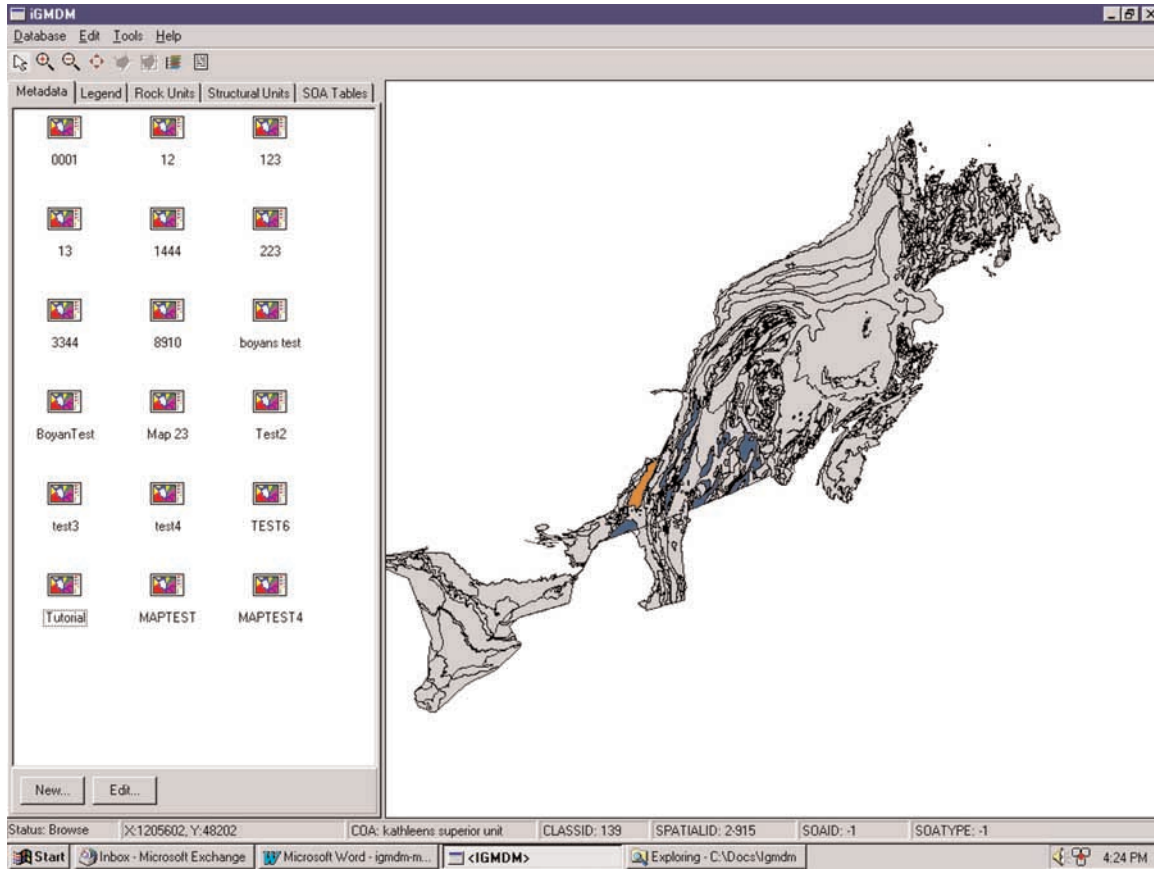 iGMDM
Database Edit Tools Help
Metadata Legend Rock Units Structural Units SOA Tables
0001 12 123
13 1444 223
3344 8910 boyans test
BoyanTest Map 23 Test2
test3 test4 TEST6
Tutorial MAPTEST MAPTEST4
New... Edit...
Status: Browse X:1205602, Y:48202 COA: kathleens superior unit CLASSID: 139 SPATIALID: 2-915 SOAID: -1 SOATYPE: -1
Start Inbox - Microsoft Exchange Microsoft Word - igmdm-m... <IGMDM> Exploring - C:\Docs\Igmdm 4:24 PM